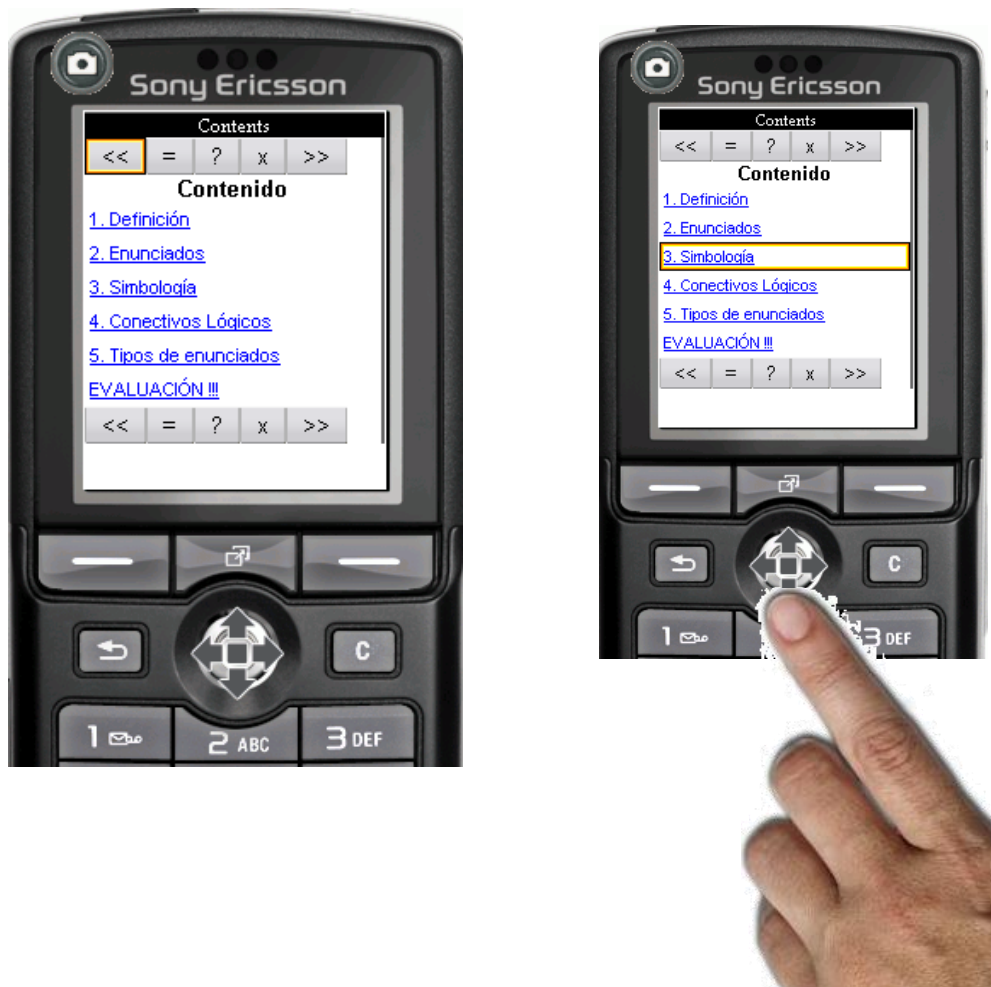 Sony Ericsson
Contents
<< = ? x >>
Contenido
1. Definición
2. Enunciados
3. Simbología
4. Conectivos Lógicos
5. Tipos de enunciados
EVALUACIÓN !!!
<< = ? x >>
C
1
2 ABC
3 DEF
Sony Ericsson
Contents
<< = ? x >>
Contenido
1. Definición
2. Enunciados
3. Simbología
4. Conectivos Lógicos
5. Tipos de enunciados
EVALUACIÓN !!!
<< = ? x >>
C
1
3 DEF